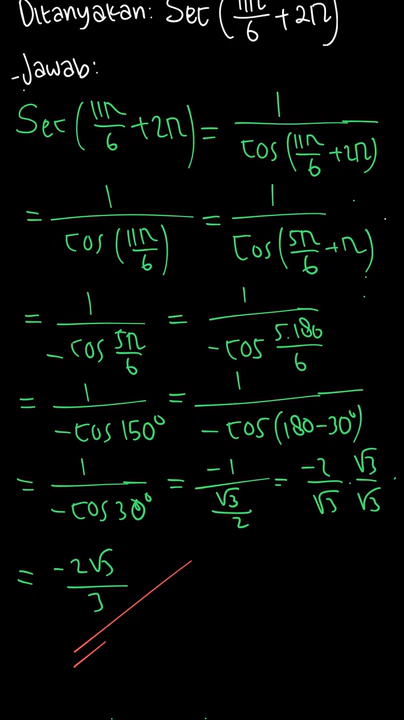 Ditanyakan: Sec (11π/6 + 2π)
-Jawab:
Sec (11π/6 + 2π) = 1/cos (11π/6 + 2π)
= 1/cos (11π/6) = 1/cos (5π/6 + π)
= 1/-cos 5π/6 = 1/-cos 5.180/6
= 1/-cos 150° = 1/-cos (180-30°)
= 1/-cos 30° = -1/(√3/2) = -2/√3 . √3/√3
= -2√3/3